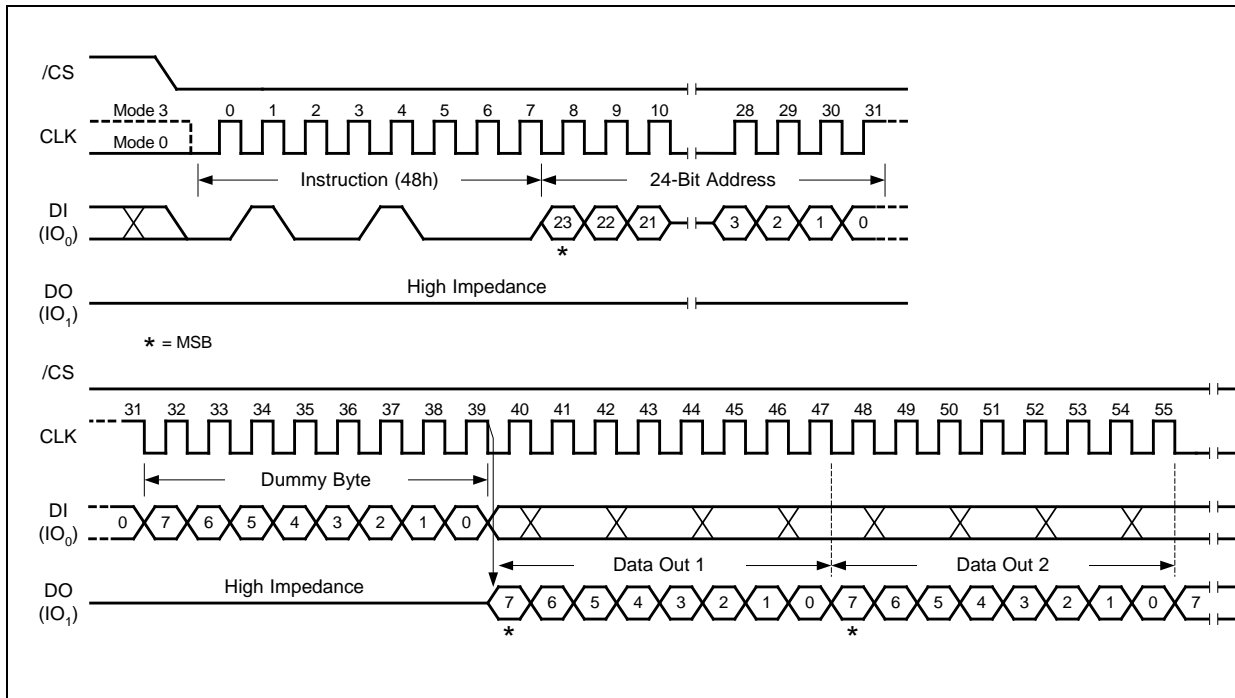 /CS
Mode 3 0 1 2 3 4 5 6 7 8 9 10 28 29 30 31
CLK
Mode 0
Instruction (48h) 24-Bit Address
DI
(IO0)
23 22 21 3 2 1 0
*
High Impedance
DO
(IO1)
* = MSB
/CS
31 32 33 34 35 36 37 38 39 40 41 42 43 44 45 46 47 48 49 50 51 52 53 54 55
CLK
Dummy Byte
DI
(IO0)
0 7 6 5 4 3 2 1 0
Data Out 1 Data Out 2
High Impedance
DO
(IO1)
7 6 5 4 3 2 1 0 7 6 5 4 3 2 1 0 7
* *